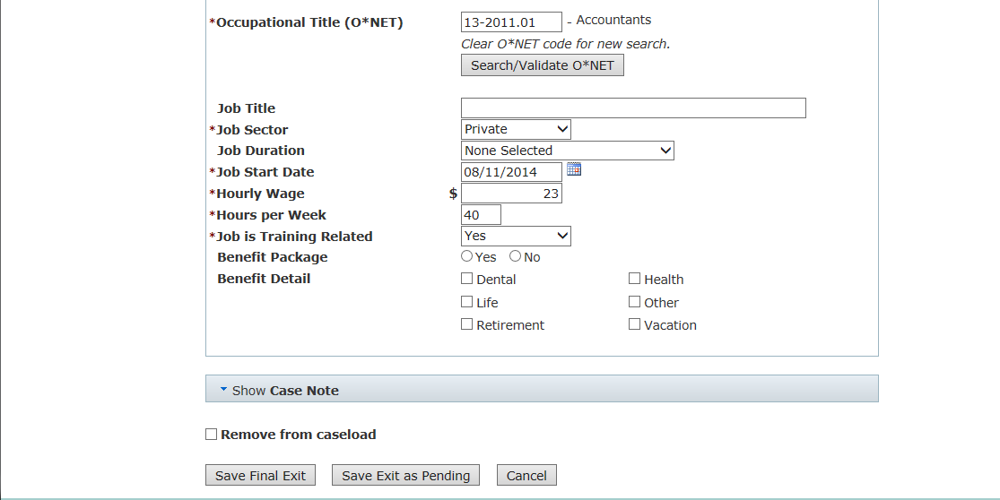 *Occupational Title (O*NET) 13-2011.01 - Accountants
Clear O*NET code for new search.
Search/Validate O*NET
Job Title
*Job Sector Private
Job Duration None Selected
*Job Start Date 08/11/2014
*Hourly Wage $ 23
*Hours per Week 40
*Job is Training Related Yes
Benefit Package Yes No
Benefit Detail Dental Health
Life Other
Retirement Vacation
Show Case Note
Remove from caseload
Save Final Exit Save Exit as Pending Cancel